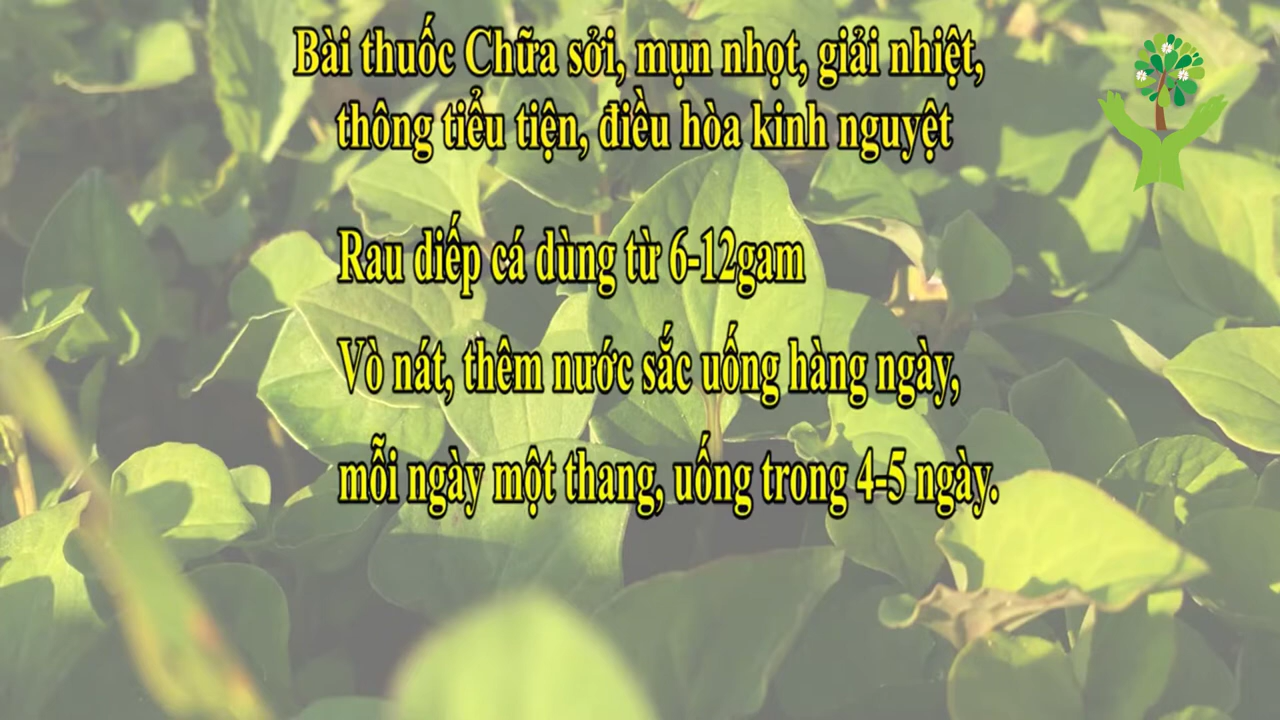 Bài thuốc Chữa sởi, mụn nhọt, giải nhiệt,
thông tiểu tiện, điều hòa kinh nguyệt
Rau diếp cá dùng từ 6-12gam
Vò nát, thêm nước sắc uống hàng ngày,
mỗi ngày một thang, uống trong 4-5 ngày.